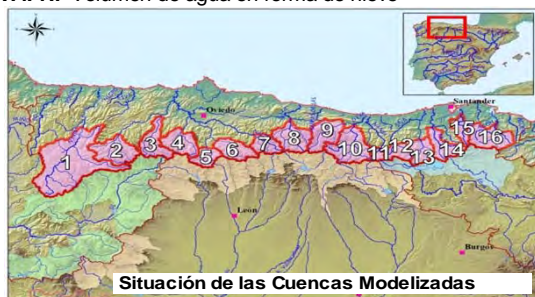 Volumen de agua en forma de nieve
Santander
Oviedo
1
2
3
4
5
6
7
8
9
10
11
12
13
14
15
16
León
Burgos
Situación de las Cuencas Modelizadas